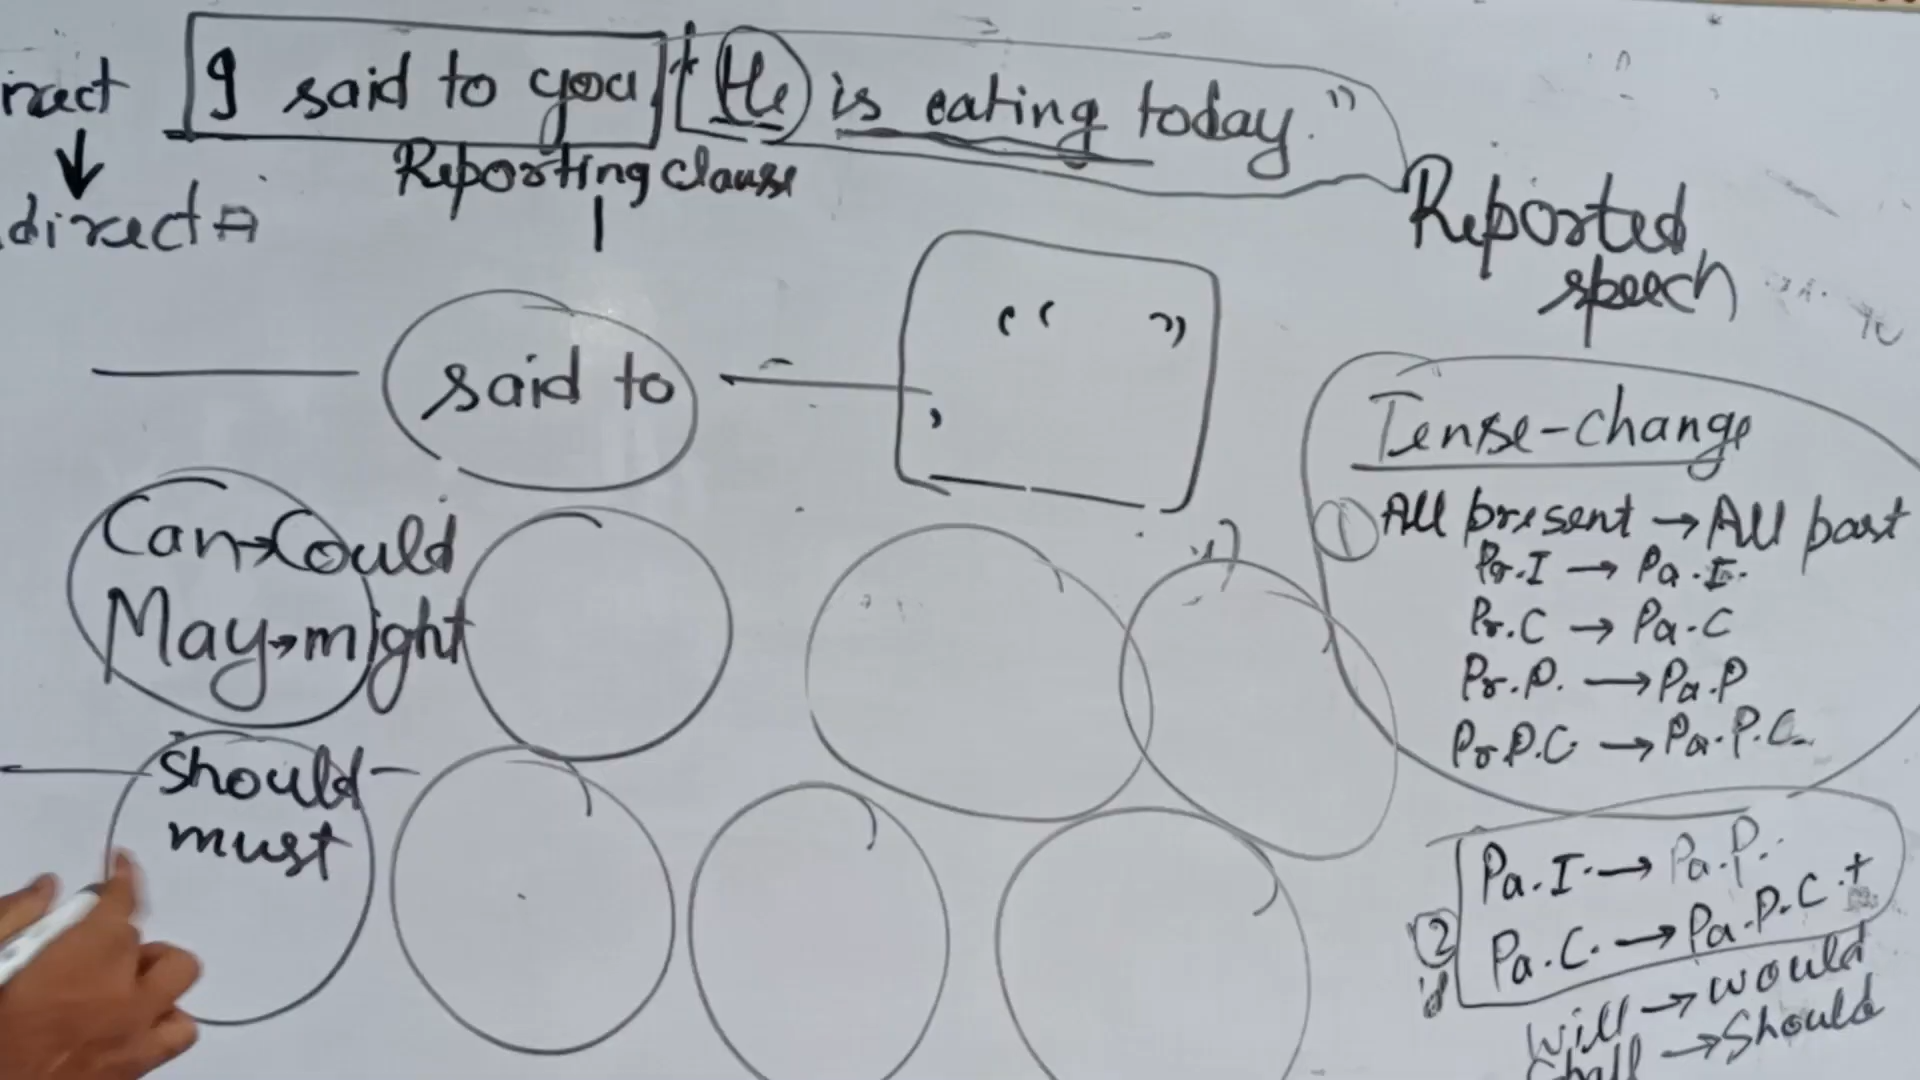 I said to you, "He is eating today."
rect
Reporting clause
direct
Reported
speech
said to
, " "
Tense-change
① All present → All past
Pr.I → Pa.I.
Pr.C → Pa.C
Pr.P. → Pa.P
Pr.P.C → Pa.P.C.
Can→Could
May→might
should
must
② Pa.I. → Pa.P.
Pa.C. → Pa.P.C.+
Will → would
Shall → Should